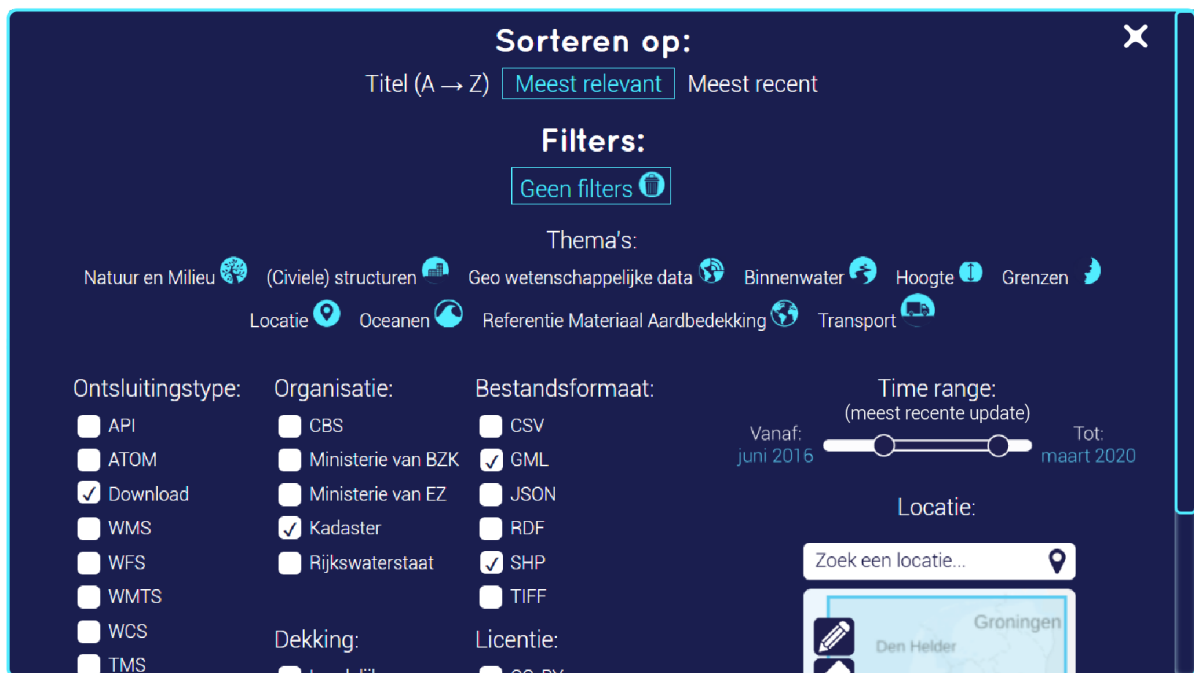 Sorteren op:
Titel (A → Z) Meest relevant Meest recent
Filters:
Geen filters
Thema's:
Natuur en Milieu (Civiele) structuren Geo wetenschappelijke data Binnenwater Hoogte Grenzen
Locatie Oceanen Referentie Materiaal Aardbedekking Transport
Ontsluitingstype:
API
ATOM
Download
WMS
WFS
WMTS
WCS
TMS
Organisatie:
CBS
Ministerie van BZK
Ministerie van EZ
Kadaster
Rijkswaterstaat
Dekking:
Bestandsformaat:
CSV
GML
JSON
RDF
SHP
TIFF
Licentie:
Time range:
(meest recente update)
Vanaf:
juni 2016
Tot:
maart 2020
Locatie:
Zoek een locatie...
Groningen
Den Helder